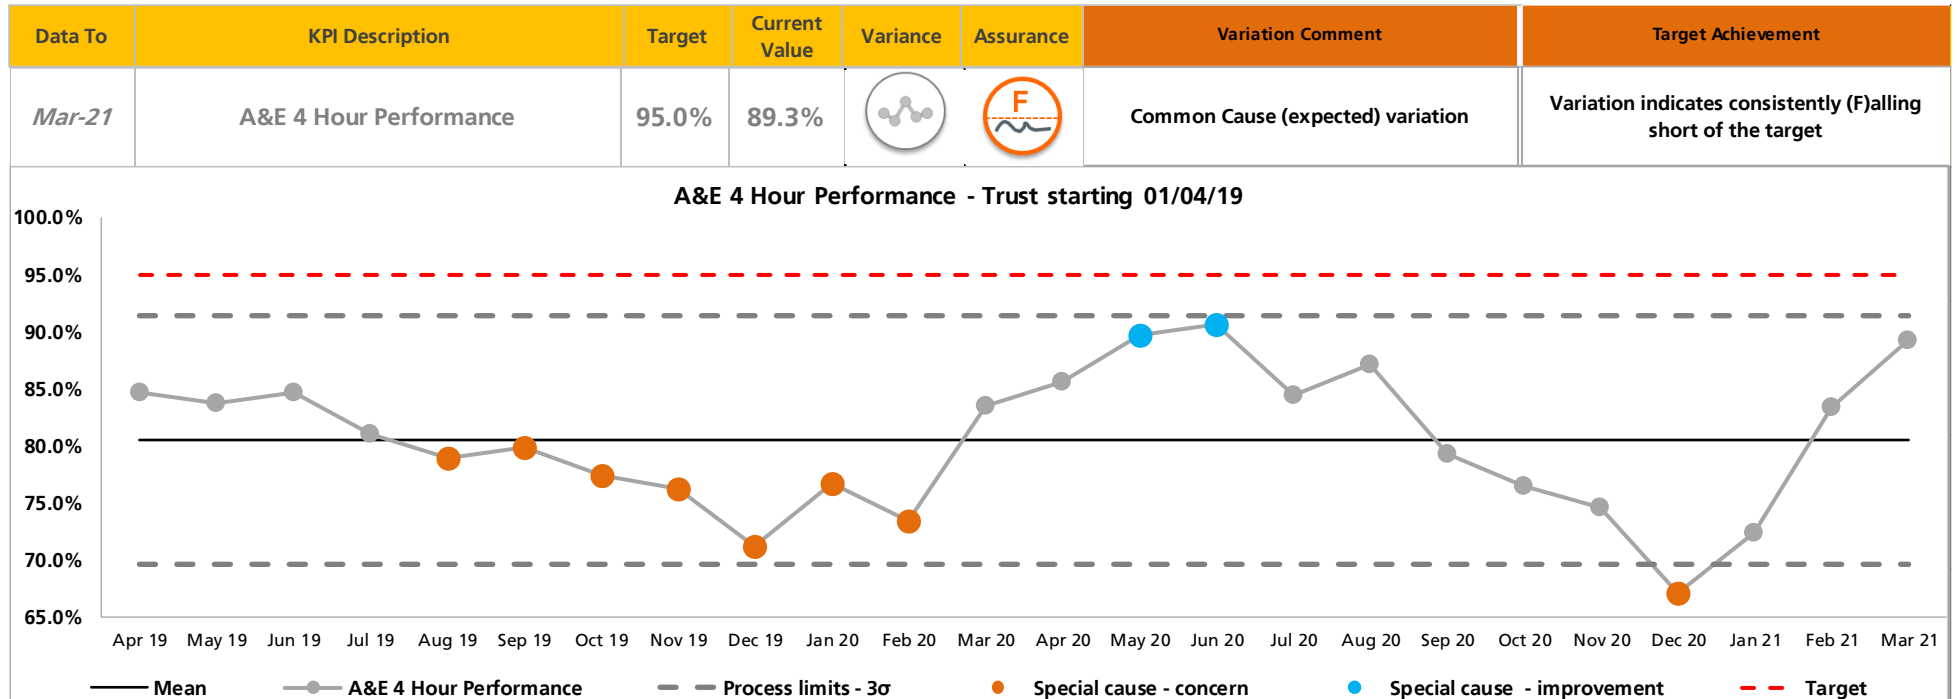 Data To KPI Description Target Current Value Variance Assurance Variation Comment Target Achievement
Mar-21 A&E 4 Hour Performance 95.0% 89.3% F Common Cause (expected) variation Variation indicates consistently (F)alling short of the target
A&E 4 Hour Performance - Trust starting 01/04/19
100.0%
95.0%
90.0%
85.0%
80.0%
75.0%
70.0%
65.0%
Apr 19 May 19 Jun 19 Jul 19 Aug 19 Sep 19 Oct 19 Nov 19 Dec 19 Jan 20 Feb 20 Mar 20 Apr 20 May 20 Jun 20 Jul 20 Aug 20 Sep 20 Oct 20 Nov 20 Dec 20 Jan 21 Feb 21 Mar 21
Mean A&E 4 Hour Performance Process limits - 3σ Special cause - concern Special cause - improvement Target